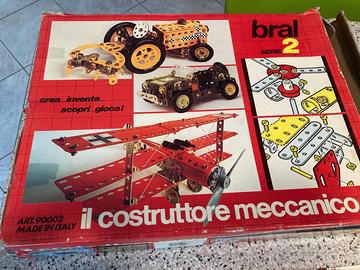 bral
SERIE 2
crea...inventa...
scopri...gioca!
ART. 90002
MADE IN ITALY
il costruttore meccanico